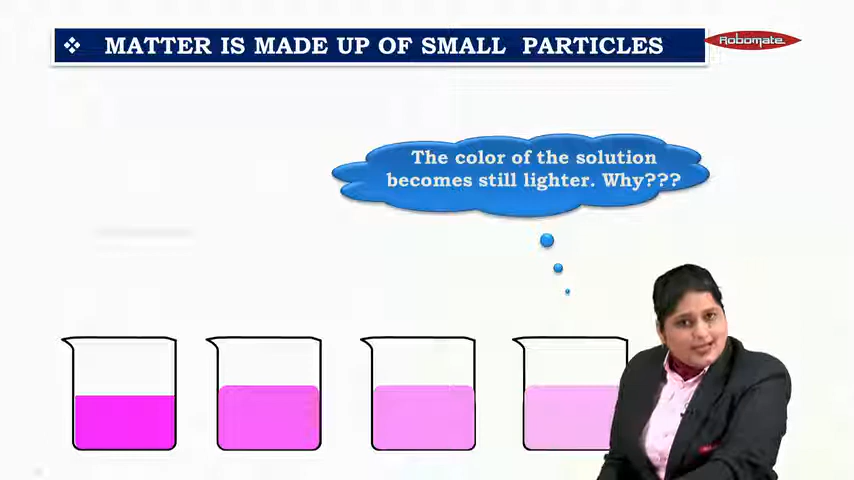 ❖ MATTER IS MADE UP OF SMALL PARTICLES
Robomate
The color of the solution
becomes still lighter. Why???